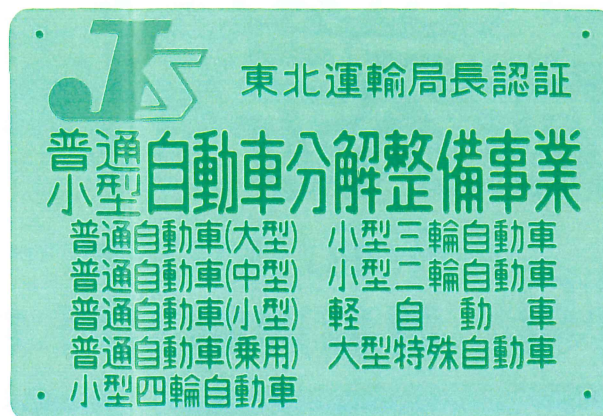 JS
東北運輸局長認証
普通
小型 自動車分解整備事業
普通自動車(大型) 小型三輪自動車
普通自動車(中型) 小型二輪自動車
普通自動車(小型) 軽自動車
普通自動車(乗用) 大型特殊自動車
小型四輪自動車